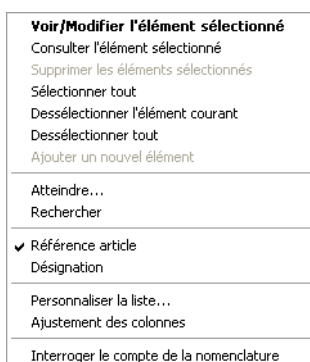 Voir/Modifier l'élément sélectionné
Consulter l'élément sélectionné
Supprimer les éléments sélectionnés
Sélectionner tout
Dessélectionner l'élément courant
Dessélectionner tout
Ajouter un nouvel élément
Atteindre...
Rechercher
Référence article
Désignation
Personnaliser la liste...
Ajustement des colonnes
Interroger le compte de la nomenclature